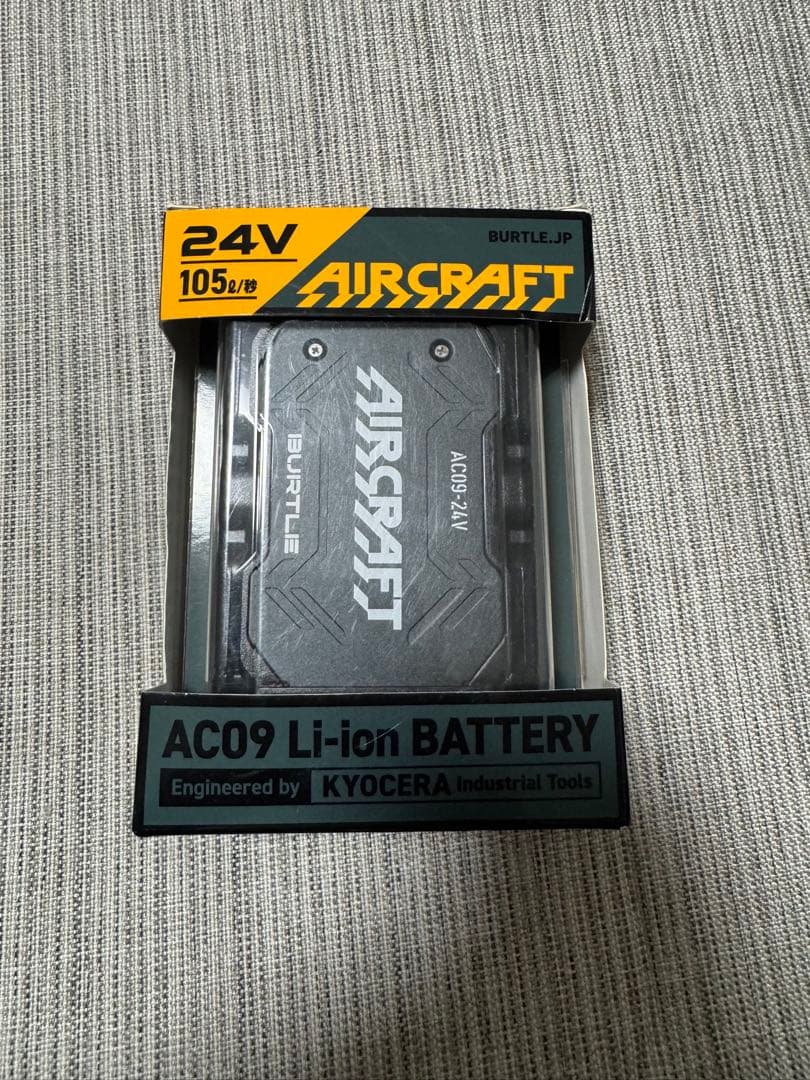 24V
105ℓ/秒
BURTLE.JP
AIRCRAFT
AIRCRAFT
BURTLE
AC09-24V
AC09 Li-ion BATTERY
Engineered by KYOCERA Industrial Tools